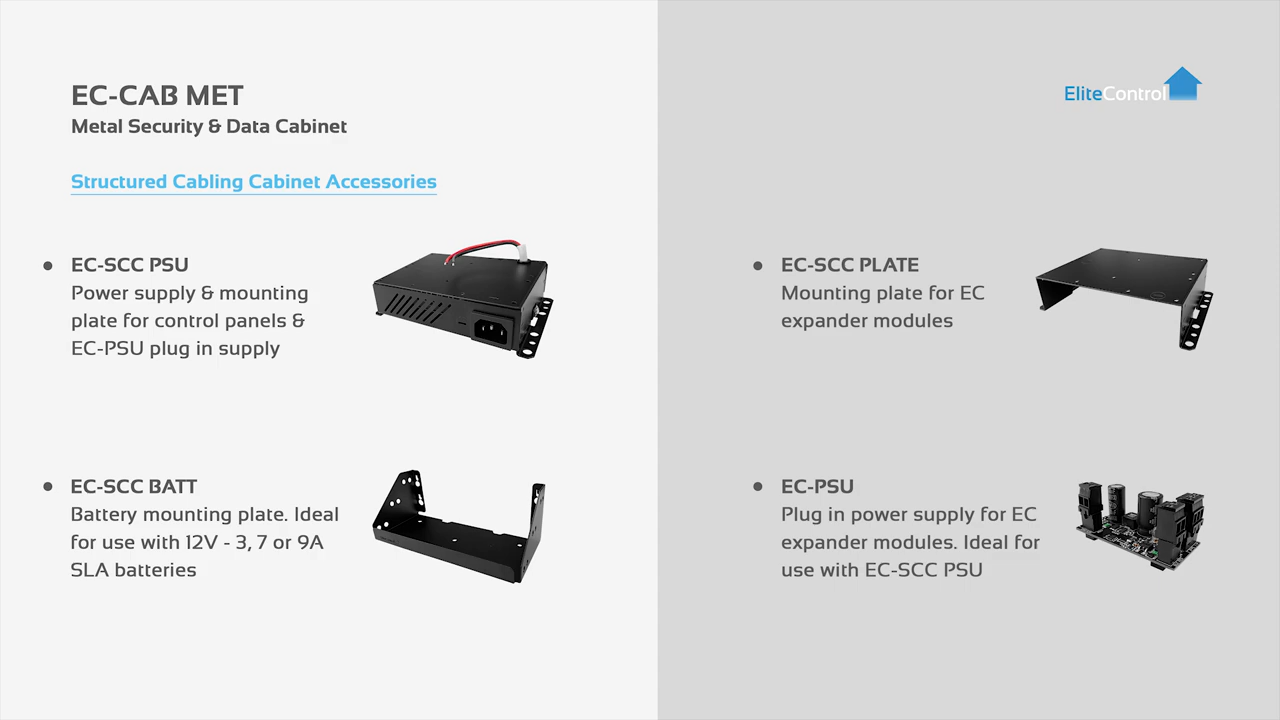 EC-CAB MET
Metal Security & Data Cabinet
EliteControl
Structured Cabling Cabinet Accessories
EC-SCC PSU
Power supply & mounting
plate for control panels &
EC-PSU plug in supply
EC-SCC PLATE
Mounting plate for EC
expander modules
EC-SCC BATT
Battery mounting plate. Ideal
for use with 12V - 3, 7 or 9A
SLA batteries
EC-PSU
Plug in power supply for EC
expander modules. Ideal for
use with EC-SCC PSU